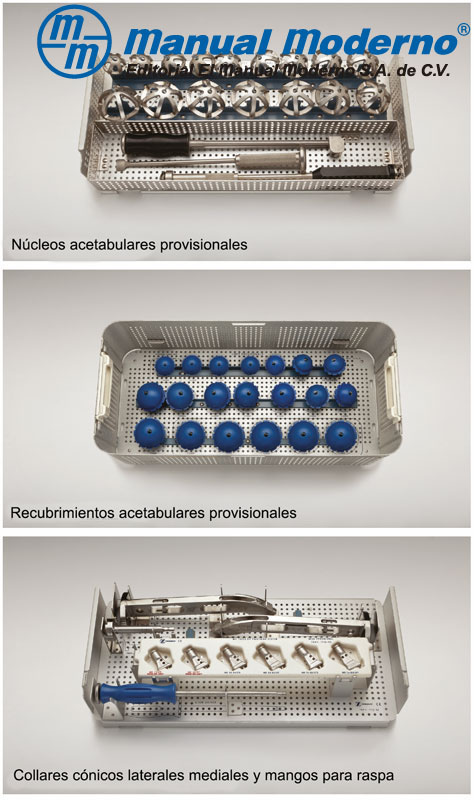 mm Manual Moderno®
Editorial El Manual Moderno S.A. de C.V.
Núcleos acetabulares provisionales
Recubrimientos acetabulares provisionales
Collares cónicos laterales mediales y mangos para raspa